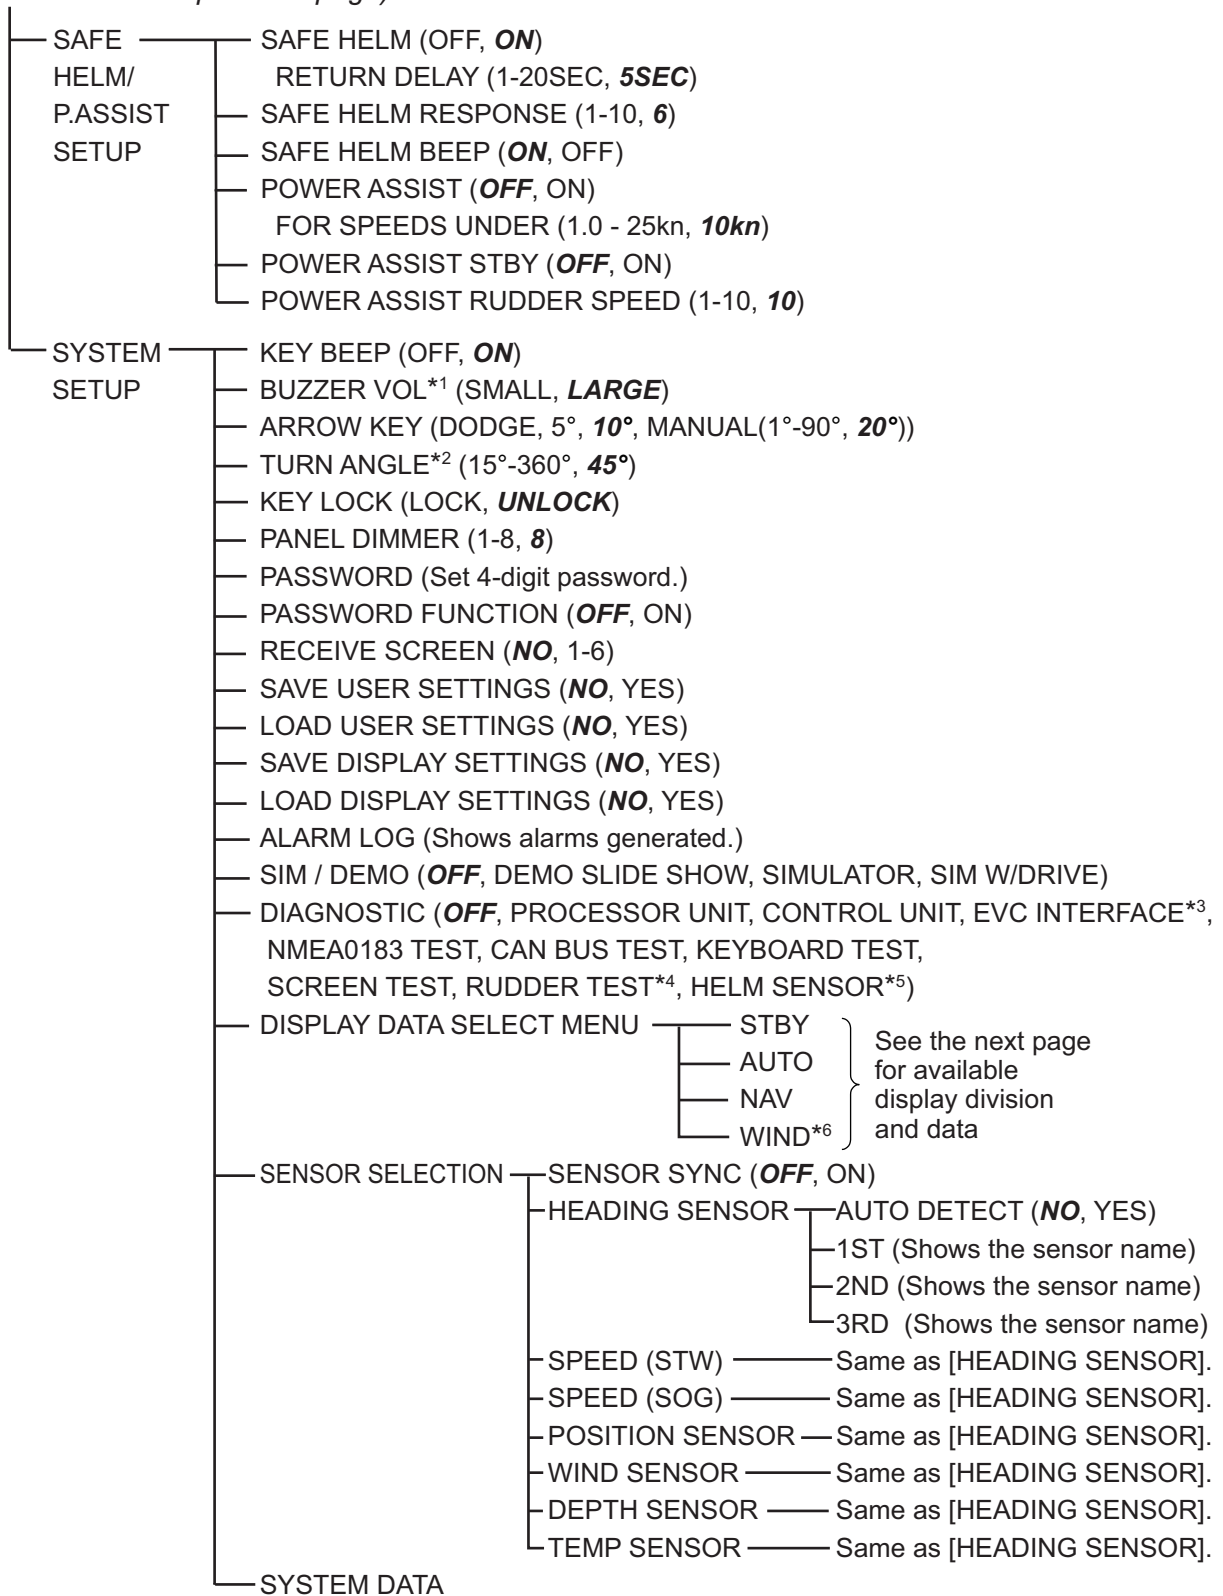 SAFE HELM/ P.ASSIST SETUP
SAFE HELM (OFF, ON)
RETURN DELAY (1-20SEC, 5SEC)
SAFE HELM RESPONSE (1-10, 6)
SAFE HELM BEEP (ON, OFF)
POWER ASSIST (OFF, ON)
FOR SPEEDS UNDER (1.0 - 25kn, 10kn)
POWER ASSIST STBY (OFF, ON)
POWER ASSIST RUDDER SPEED (1-10, 10)
SYSTEM SETUP
KEY BEEP (OFF, ON)
BUZZER VOL*1 (SMALL, LARGE)
ARROW KEY (DODGE, 5°, 10°, MANUAL(1°-90°, 20°))
TURN ANGLE*2 (15°-360°, 45°)
KEY LOCK (LOCK, UNLOCK)
PANEL DIMMER (1-8, 8)
PASSWORD (Set 4-digit password.)
PASSWORD FUNCTION (OFF, ON)
RECEIVE SCREEN (NO, 1-6)
SAVE USER SETTINGS (NO, YES)
LOAD USER SETTINGS (NO, YES)
SAVE DISPLAY SETTINGS (NO, YES)
LOAD DISPLAY SETTINGS (NO, YES)
ALARM LOG (Shows alarms generated.)
SIM / DEMO (OFF, DEMO SLIDE SHOW, SIMULATOR, SIM W/DRIVE)
DIAGNOSTIC (OFF, PROCESSOR UNIT, CONTROL UNIT, EVC INTERFACE*3,
NMEA0183 TEST, CAN BUS TEST, KEYBOARD TEST,
SCREEN TEST, RUDDER TEST*4, HELM SENSOR*5)
DISPLAY DATA SELECT MENU
STBY
AUTO
NAV
WIND*6
See the next page
for available
display division
and data
SENSOR SELECTION
SENSOR SYNC (OFF, ON)
HEADING SENSOR
AUTO DETECT (NO, YES)
1ST (Shows the sensor name)
2ND (Shows the sensor name)
3RD (Shows the sensor name)
SPEED (STW)
Same as [HEADING SENSOR].
SPEED (SOG)
Same as [HEADING SENSOR].
POSITION SENSOR
Same as [HEADING SENSOR].
WIND SENSOR
Same as [HEADING SENSOR].
DEPTH SENSOR
Same as [HEADING SENSOR].
TEMP SENSOR
Same as [HEADING SENSOR].
SYSTEM DATA